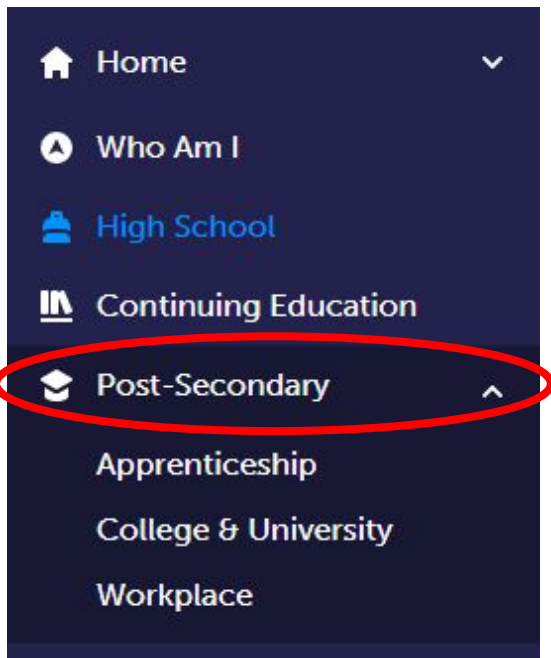 Home
Who Am I
High School
Continuing Education
Post-Secondary
Apprenticeship
College & University
Workplace